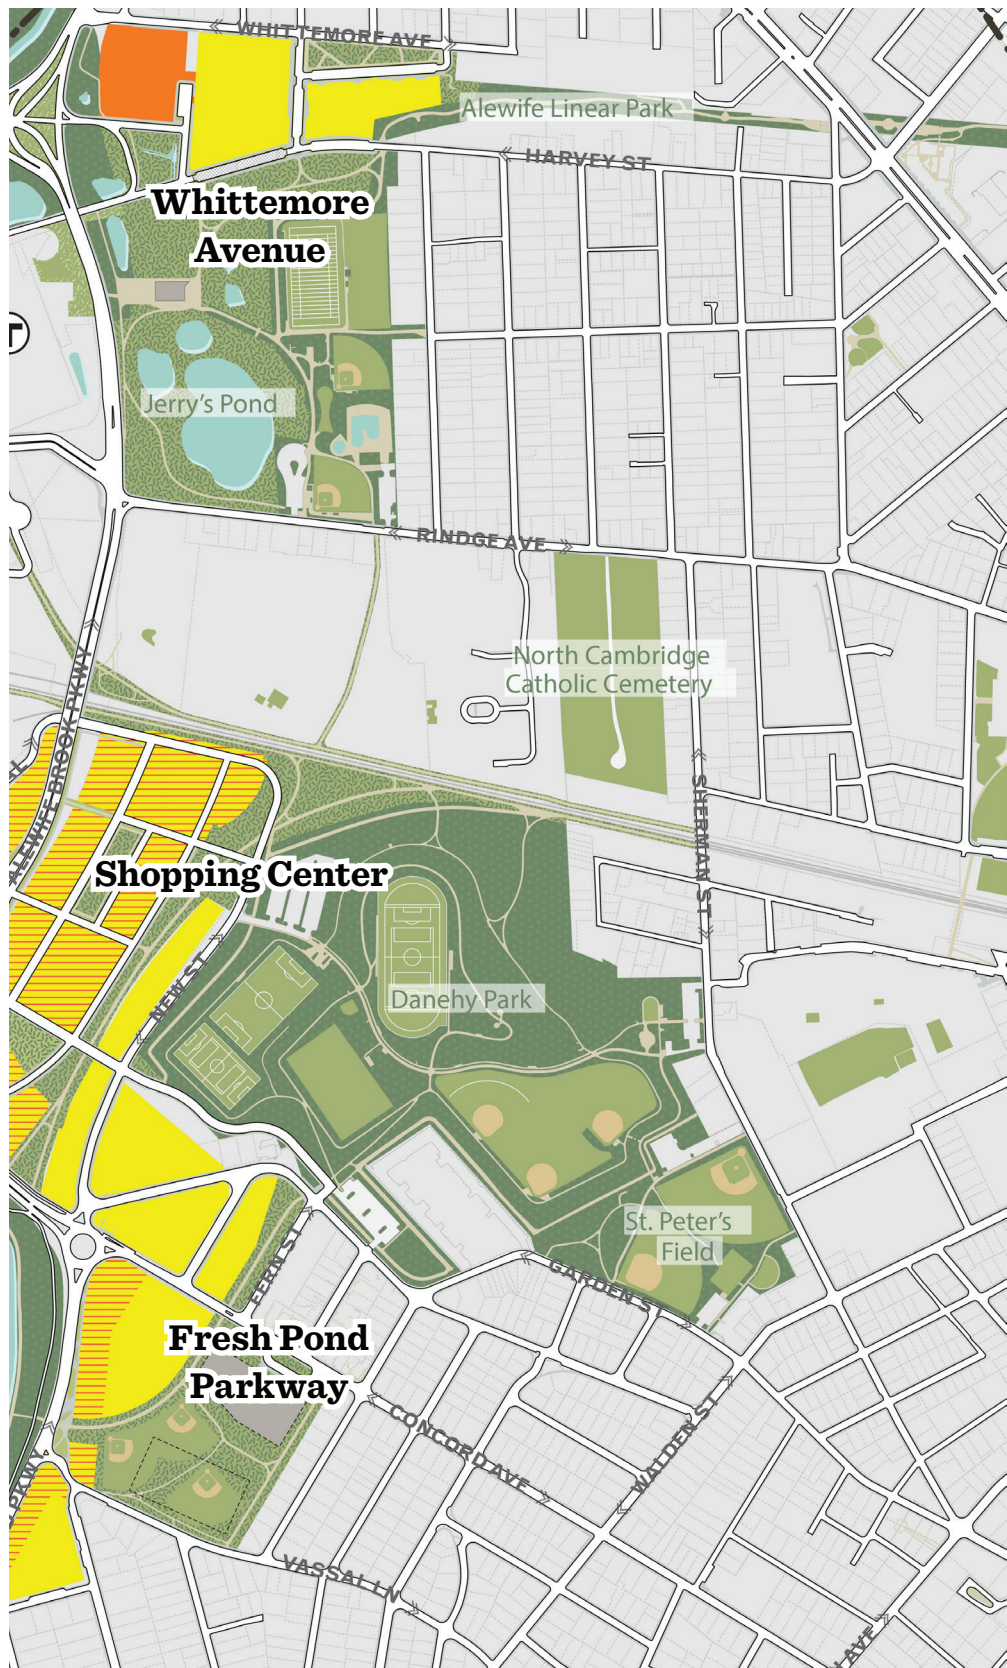 WHITTEMORE AVE
Alewife Linear Park
HARVEY ST
Whittemore
Avenue
T
Jerry's Pond
RINDGE AVE
North Cambridge
Catholic Cemetery
ALEWIFE BROOK PKWY
SHERMAN ST
Shopping Center
NEW ST
Danehy Park
St. Peter's
Field
GARDEN ST
FERN ST
Fresh Pond
Parkway
CONCORD AVE
WALDEN ST
PKWY
VASSAL LN
AVE